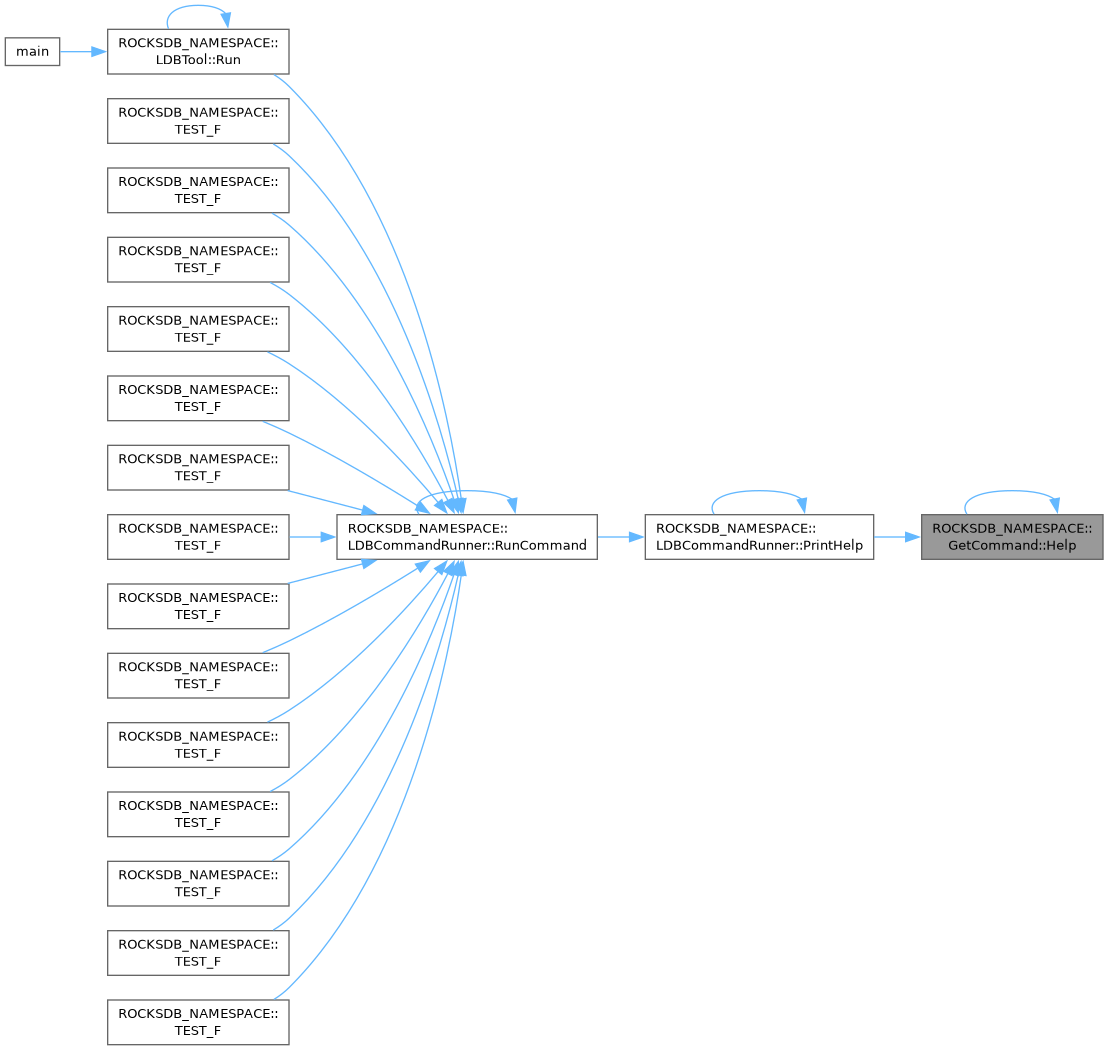 main
ROCKSDB_NAMESPACE::
LDBTool::Run
ROCKSDB_NAMESPACE::
TEST_F
ROCKSDB_NAMESPACE::
TEST_F
ROCKSDB_NAMESPACE::
TEST_F
ROCKSDB_NAMESPACE::
TEST_F
ROCKSDB_NAMESPACE::
TEST_F
ROCKSDB_NAMESPACE::
TEST_F
ROCKSDB_NAMESPACE::
TEST_F
ROCKSDB_NAMESPACE::
TEST_F
ROCKSDB_NAMESPACE::
TEST_F
ROCKSDB_NAMESPACE::
TEST_F
ROCKSDB_NAMESPACE::
TEST_F
ROCKSDB_NAMESPACE::
TEST_F
ROCKSDB_NAMESPACE::
TEST_F
ROCKSDB_NAMESPACE::
TEST_F
ROCKSDB_NAMESPACE::
LDBCommandRunner::RunCommand
ROCKSDB_NAMESPACE::
LDBCommandRunner::PrintHelp
ROCKSDB_NAMESPACE::
GetCommand::Help